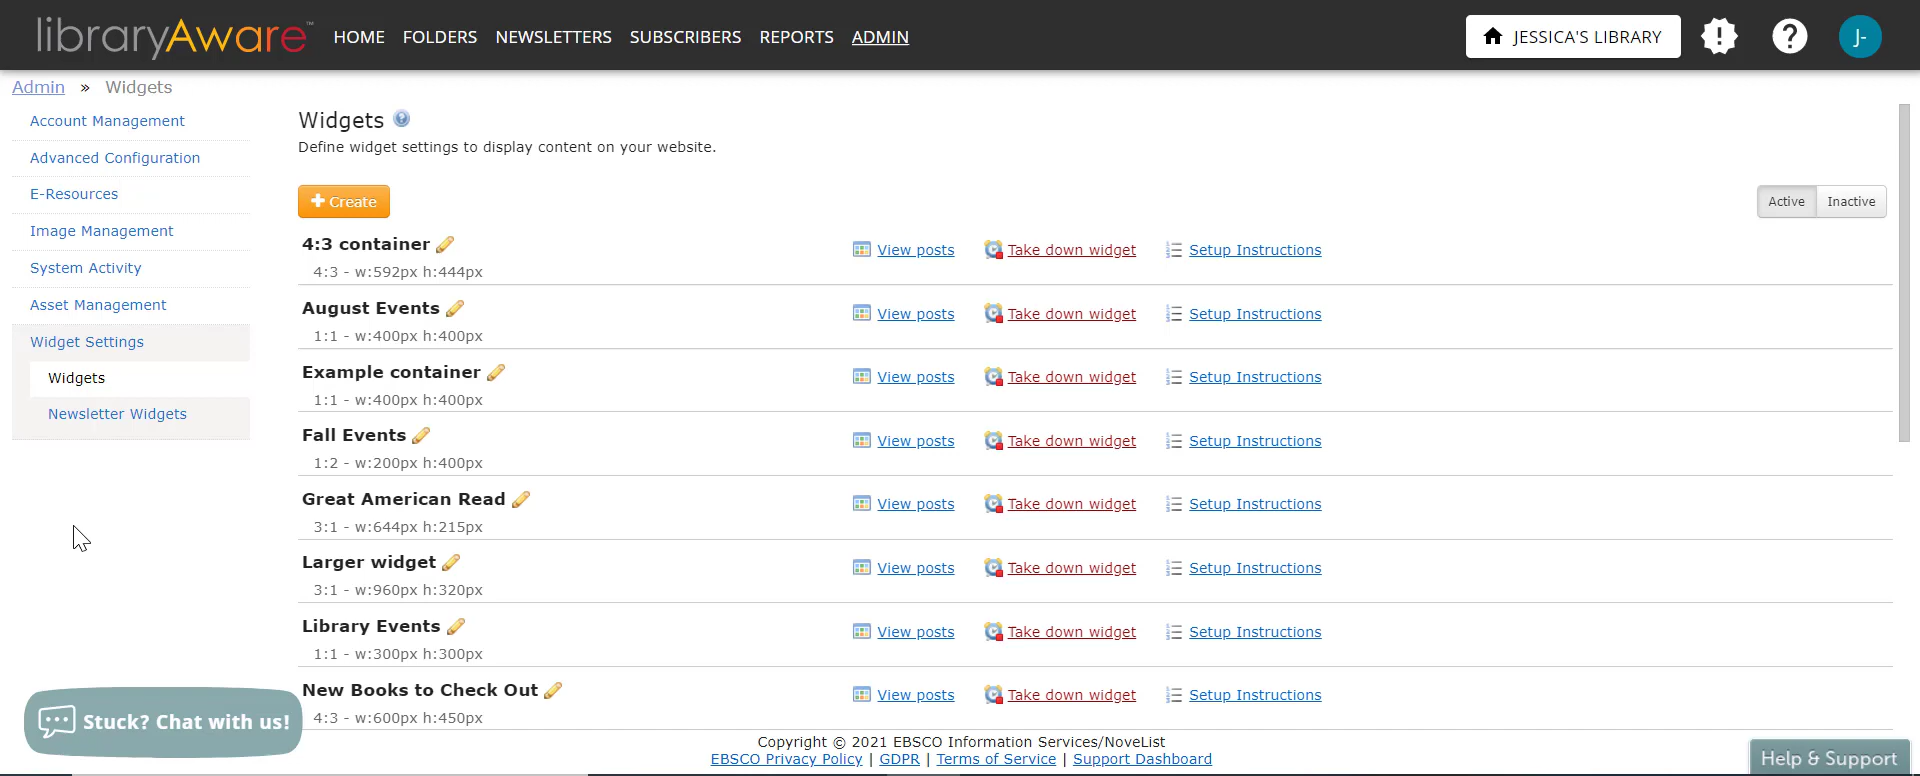 libraryAware™ HOME FOLDERS NEWSLETTERS SUBSCRIBERS REPORTS ADMIN JESSICA'S LIBRARY ! ? J-
Admin » Widgets
Account Management
Advanced Configuration
E-Resources
Image Management
System Activity
Asset Management
Widget Settings
Widgets
Newsletter Widgets
Widgets ?
Define widget settings to display content on your website.
Create Active Inactive
4:3 container View posts Take down widget Setup Instructions
4:3 - w:592px h:444px
August Events View posts Take down widget Setup Instructions
1:1 - w:400px h:400px
Example container View posts Take down widget Setup Instructions
1:1 - w:400px h:400px
Fall Events View posts Take down widget Setup Instructions
1:2 - w:200px h:400px
Great American Read View posts Take down widget Setup Instructions
3:1 - w:644px h:215px
Larger widget View posts Take down widget Setup Instructions
3:1 - w:960px h:320px
Library Events View posts Take down widget Setup Instructions
1:1 - w:300px h:300px
New Books to Check Out View posts Take down widget Setup Instructions
4:3 - w:600px h:450px
Stuck? Chat with us!
Copyright © 2021 EBSCO Information Services/NoveList
EBSCO Privacy Policy | GDPR | Terms of Service | Support Dashboard
Help & Support